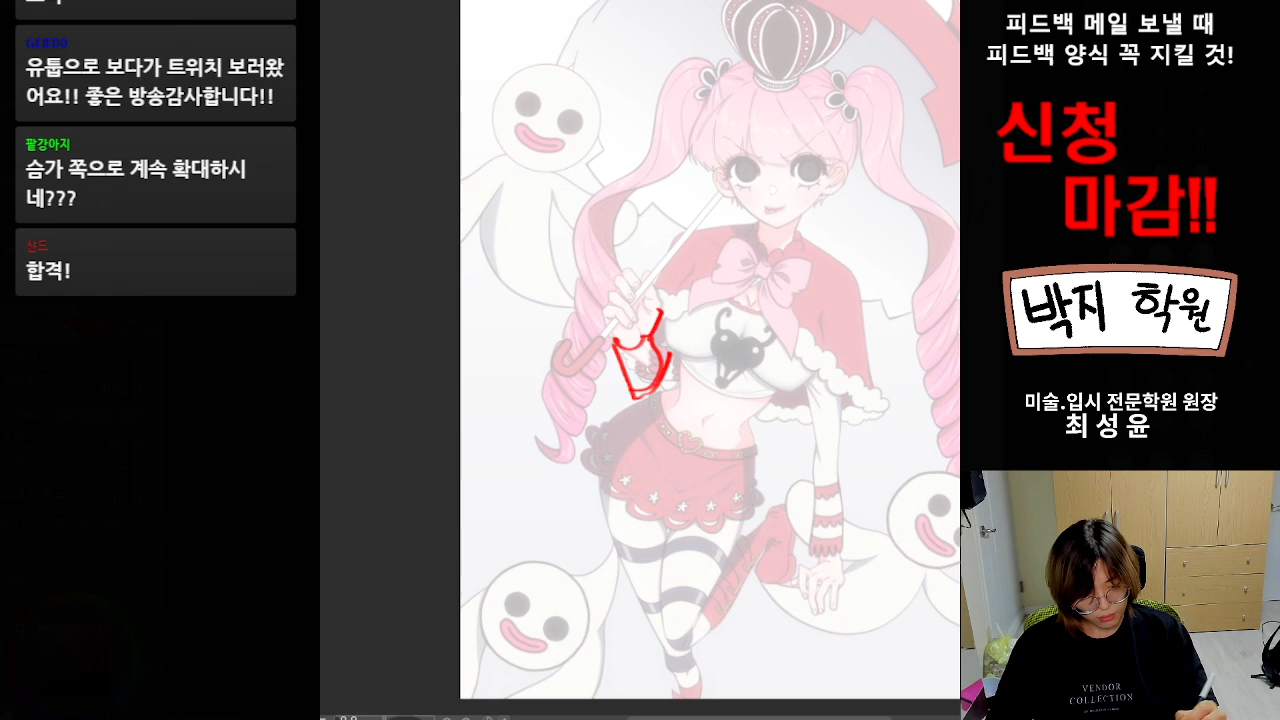 GEIEDO
유튭으로 보다가 트위치 보러왔
어요!! 좋은 방송감사합니다!!
팥강아지
슴가 쪽으로 계속 확대하시
네???
산드
합격!
피드백 메일 보낼 때
피드백 양식 꼭 지킬 것!
신청
마감!!
박지 학원
미술.입시 전문학원 원장
최성윤
VENDOR
COLLECTION